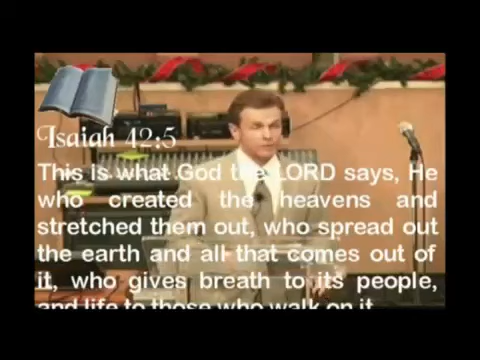 Isaiah 42:5
This is what God the LORD says, He
who created the heavens and
stretched them out, who spread out
the earth and all that comes out of
it, who gives breath to its people,
and life to those who walk on it